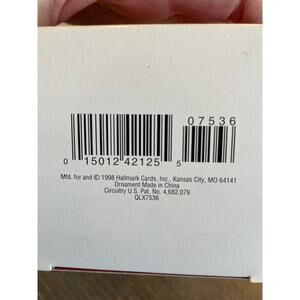 07536
0 15012 42125 5
Mfd. for and © 1998 Hallmark Cards, Inc., Kansas City, MO 64141
Ornament Made in China
Circuitry U.S. Pat. No. 4,682,079
QLX7536